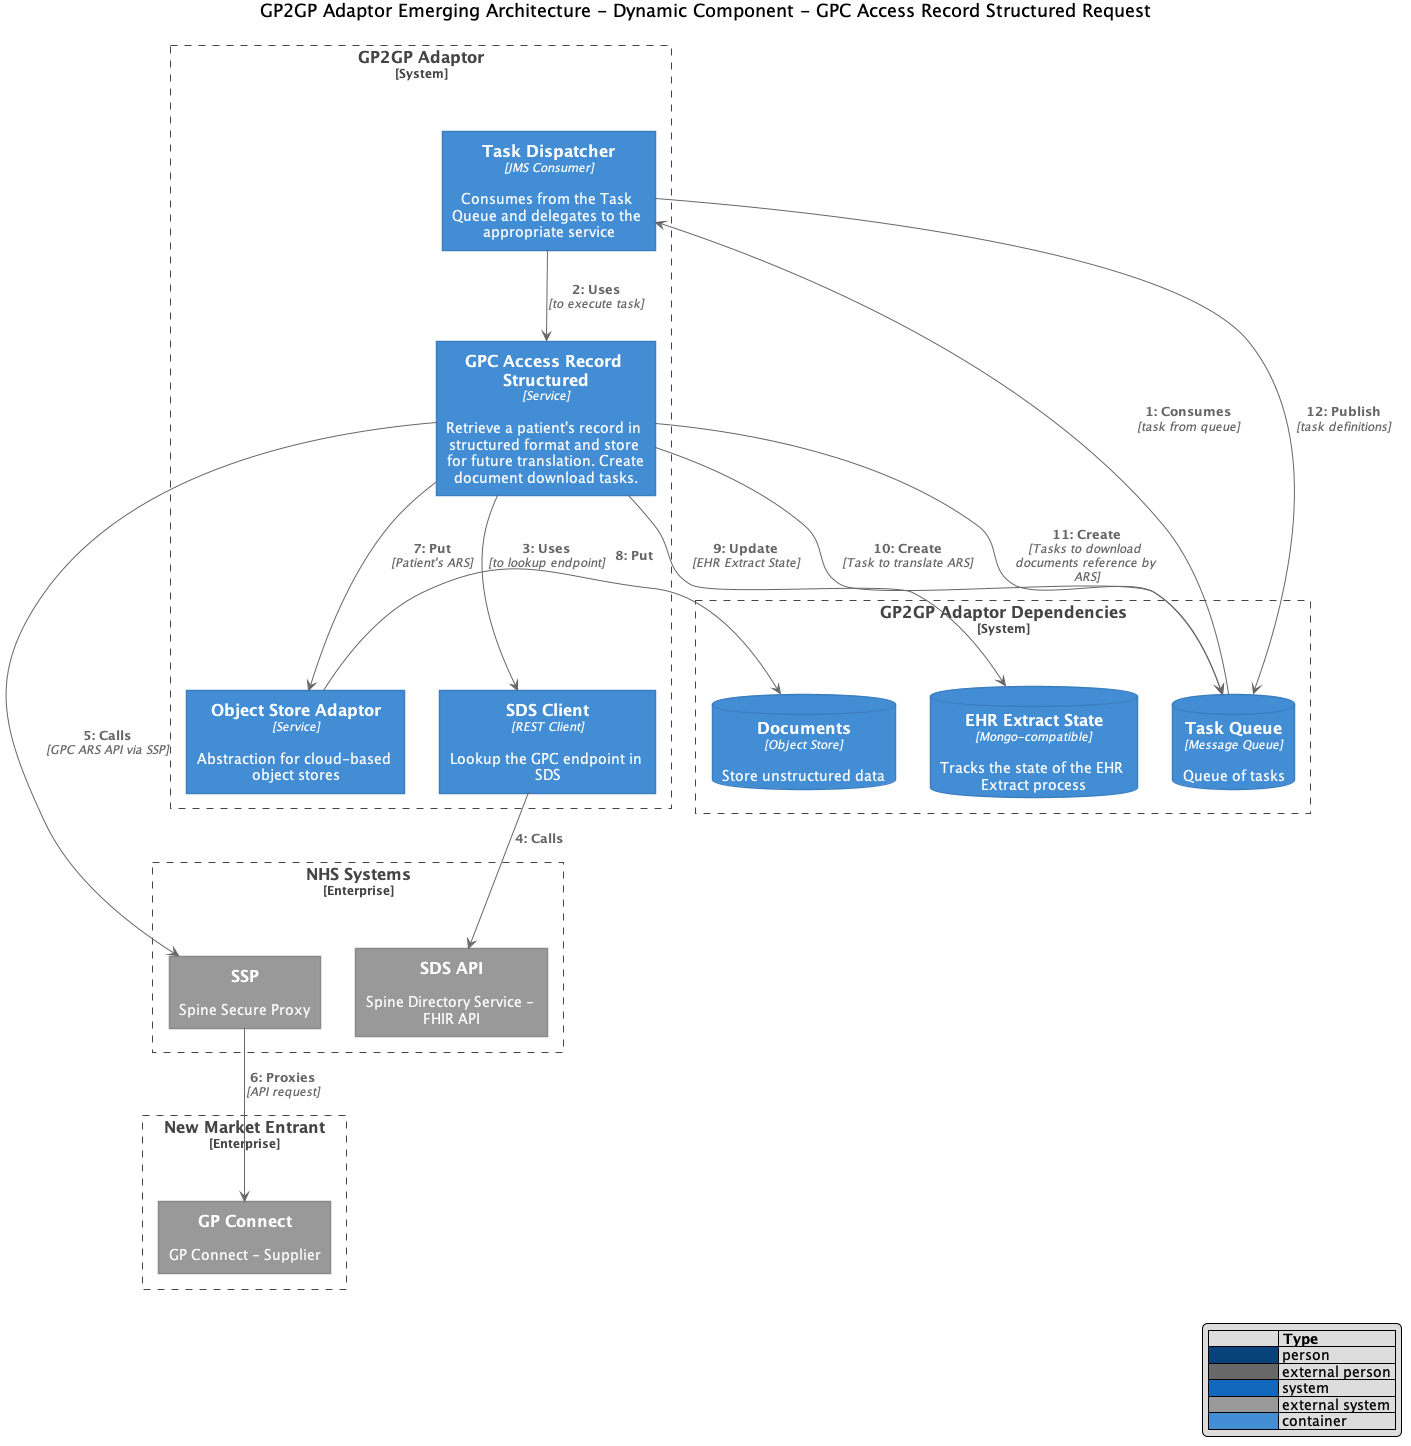 GP2GP Adaptor Emerging Architecture – Dynamic Component – GPC Access Record Structured Request
GP2GP Adaptor
[System]
Task Dispatcher
[JMS Consumer]
Consumes from the Task
Queue and delegates to the
appropriate service
2: Uses
[to execute task]
GPC Access Record
Structured
[Service]
Retrieve a patient's record in
structured format and store
for future translation. Create
document download tasks.
1: Consumes
[task from queue]
12: Publish
[task definitions]
7: Put
[Patient's ARS]
3: Uses
[to lookup endpoint]
8: Put
9: Update
[EHR Extract State]
10: Create
[Task to translate ARS]
11: Create
[Tasks to download
documents reference by
ARS]
GP2GP Adaptor Dependencies
[System]
Object Store Adaptor
[Service]
Abstraction for cloud-based
object stores
SDS Client
[REST Client]
Lookup the GPC endpoint in
SDS
Documents
[Object Store]
Store unstructured data
EHR Extract State
[Mongo-compatible]
Tracks the state of the EHR
Extract process
Task Queue
[Message Queue]
Queue of tasks
5: Calls
[GPC ARS API via SSP]
4: Calls
NHS Systems
[Enterprise]
SSP
Spine Secure Proxy
SDS API
Spine Directory Service –
FHIR API
6: Proxies
[API request]
New Market Entrant
[Enterprise]
GP Connect
GP Connect – Supplier
Type
person
external person
system
external system
container